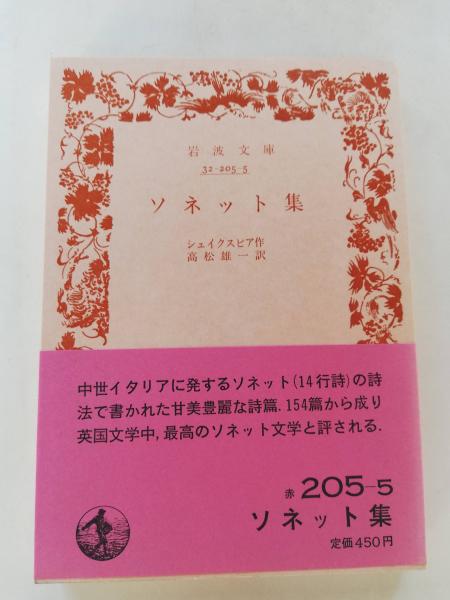 岩波文庫
32-205-5
ソネット集
シェイクスピア作
高松雄一訳
中世イタリアに発するソネット(14行詩)の詩
法で書かれた甘美豊麗な詩篇.154篇から成り
英国文学中,最高のソネット文学と評される.
赤 205-5
ソネット集
定価450円